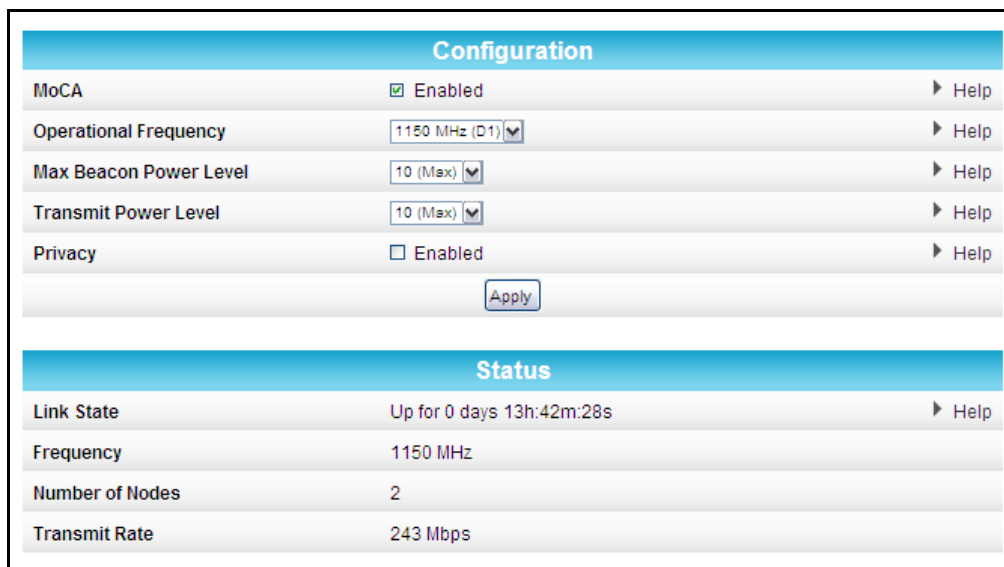 Configuration
MoCA Enabled Help
Operational Frequency 1150 MHz (D1) Help
Max Beacon Power Level 10 (Max) Help
Transmit Power Level 10 (Max) Help
Privacy Enabled Help
Apply
Status
Link State Up for 0 days 13h:42m:28s Help
Frequency 1150 MHz
Number of Nodes 2
Transmit Rate 243 Mbps